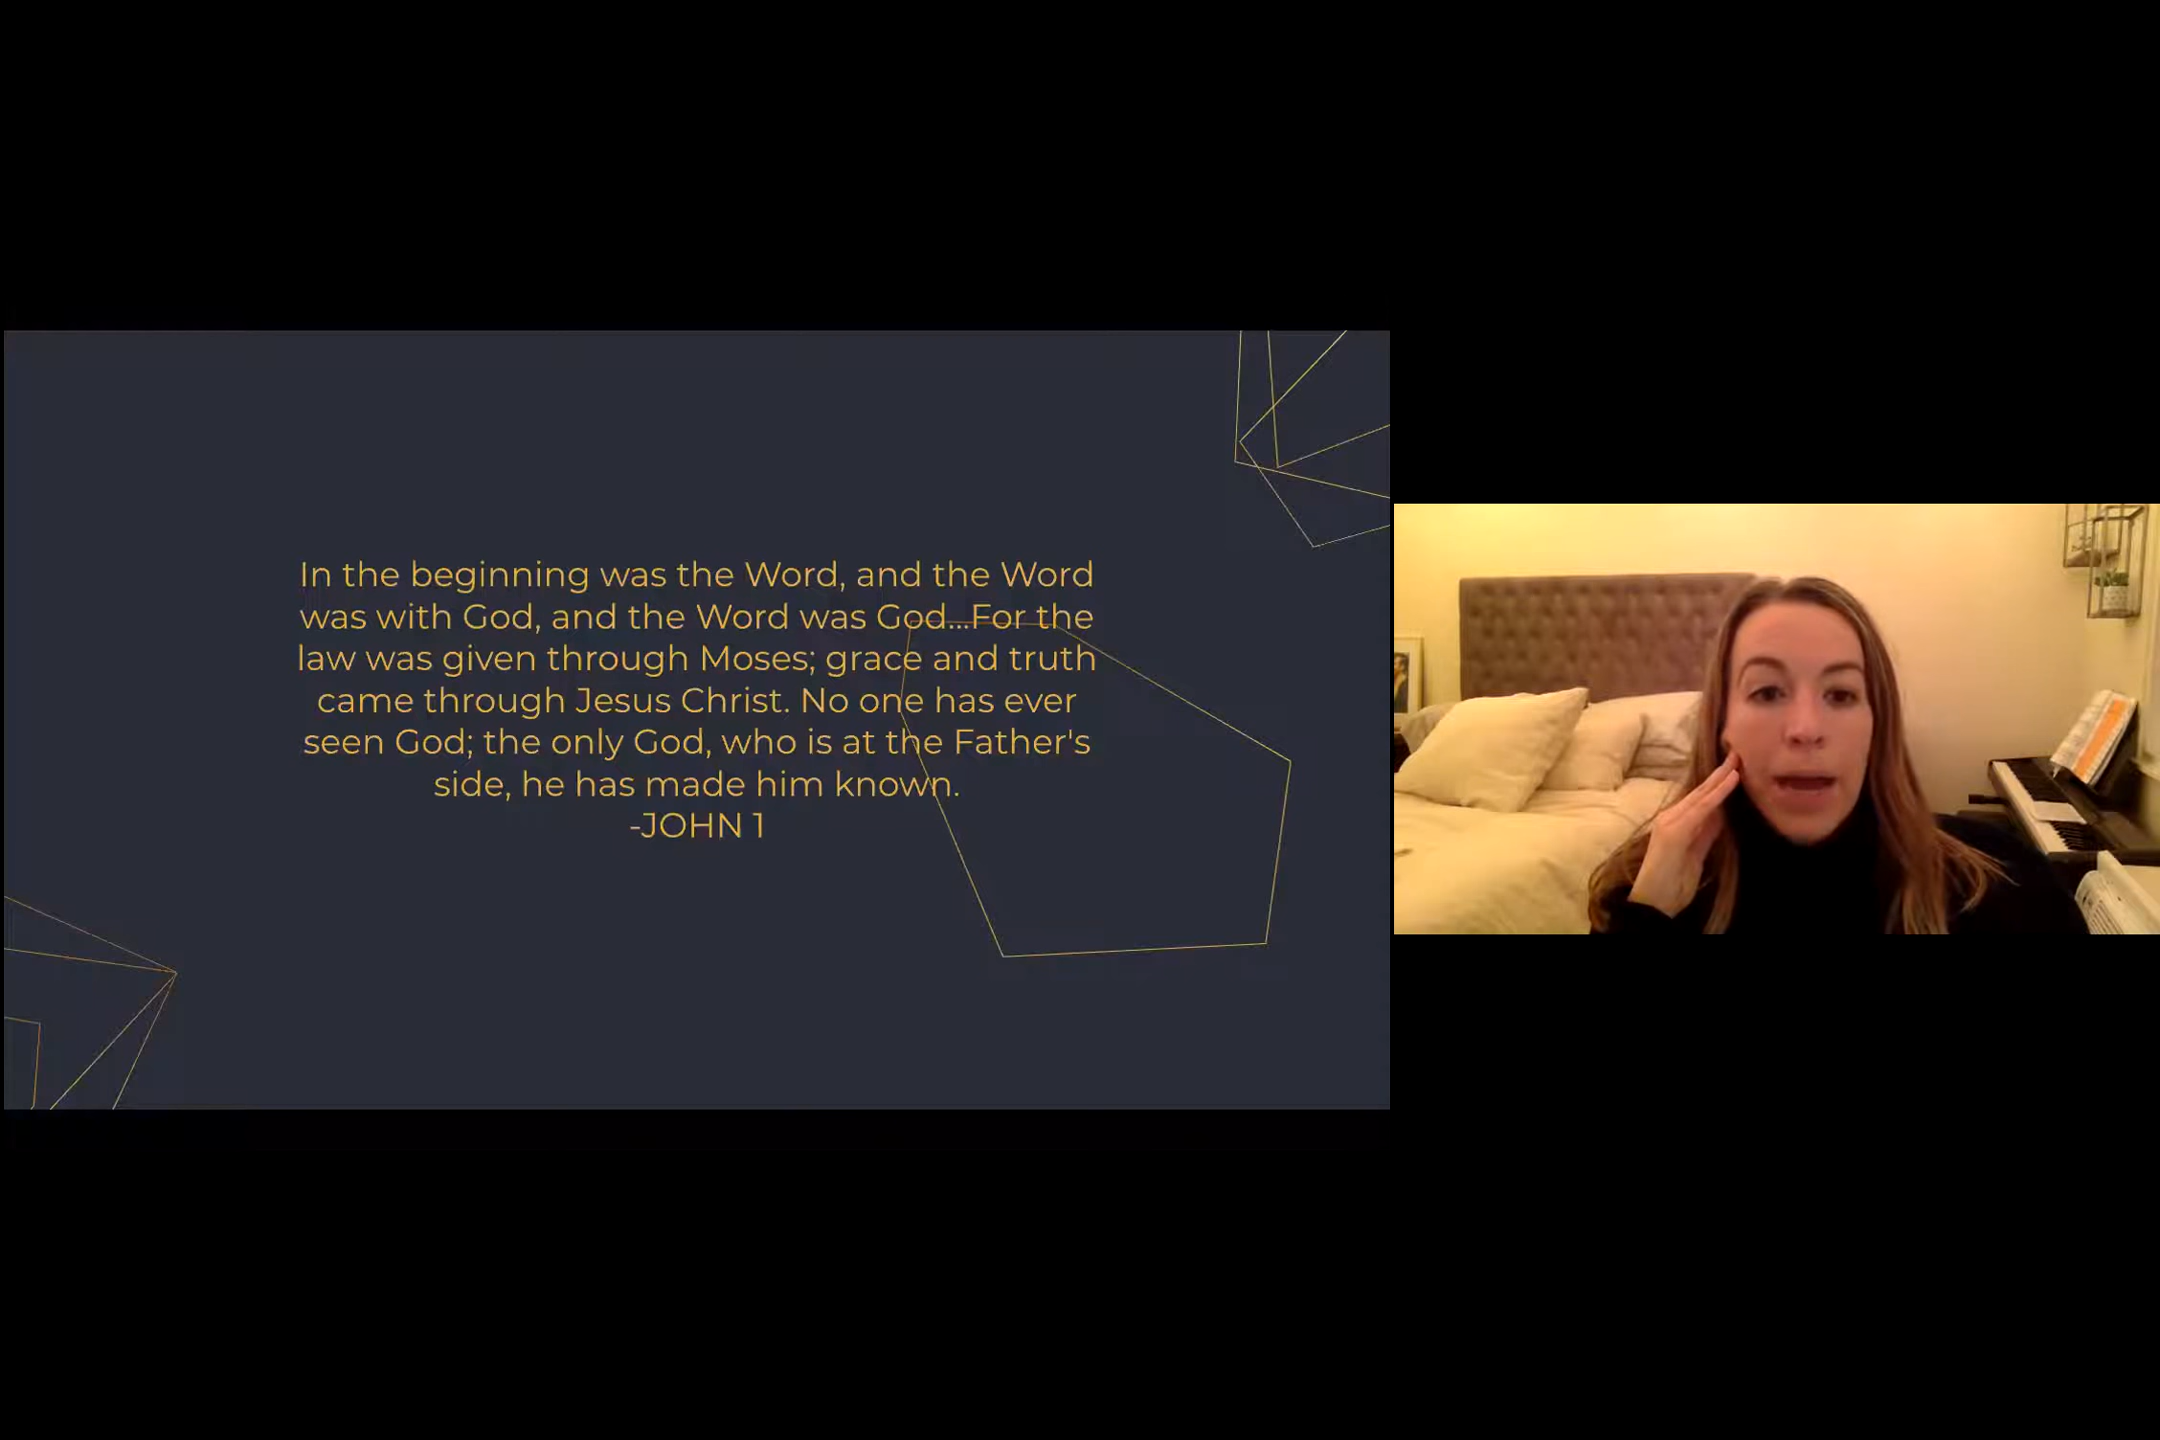 In the beginning was the Word, and the Word
was with God, and the Word was God...For the
law was given through Moses; grace and truth
came through Jesus Christ. No one has ever
seen God; the only God, who is at the Father's
side, he has made him known.
-JOHN 1